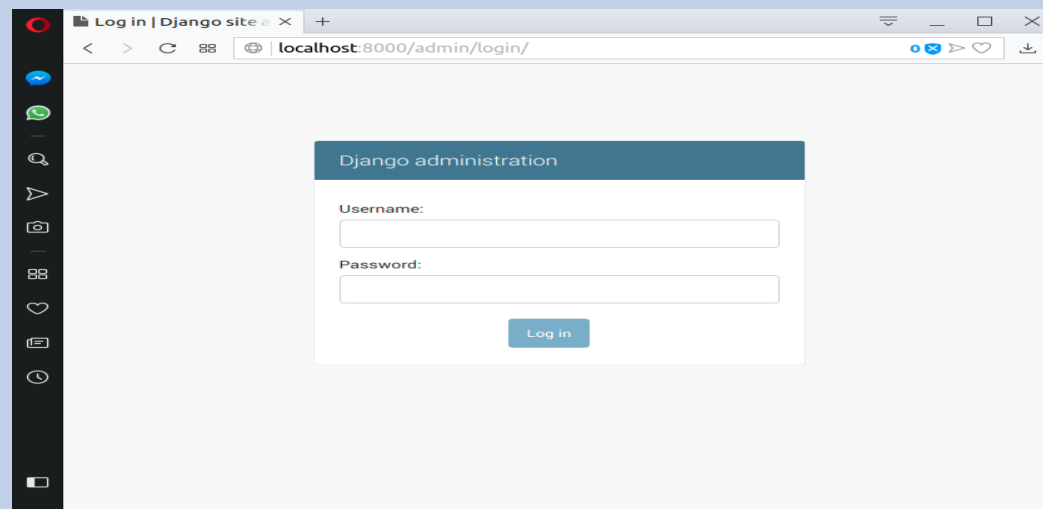 Log in | Django site a
localhost:8000/admin/login/
0
Django administration
Username:
Password:
Log in